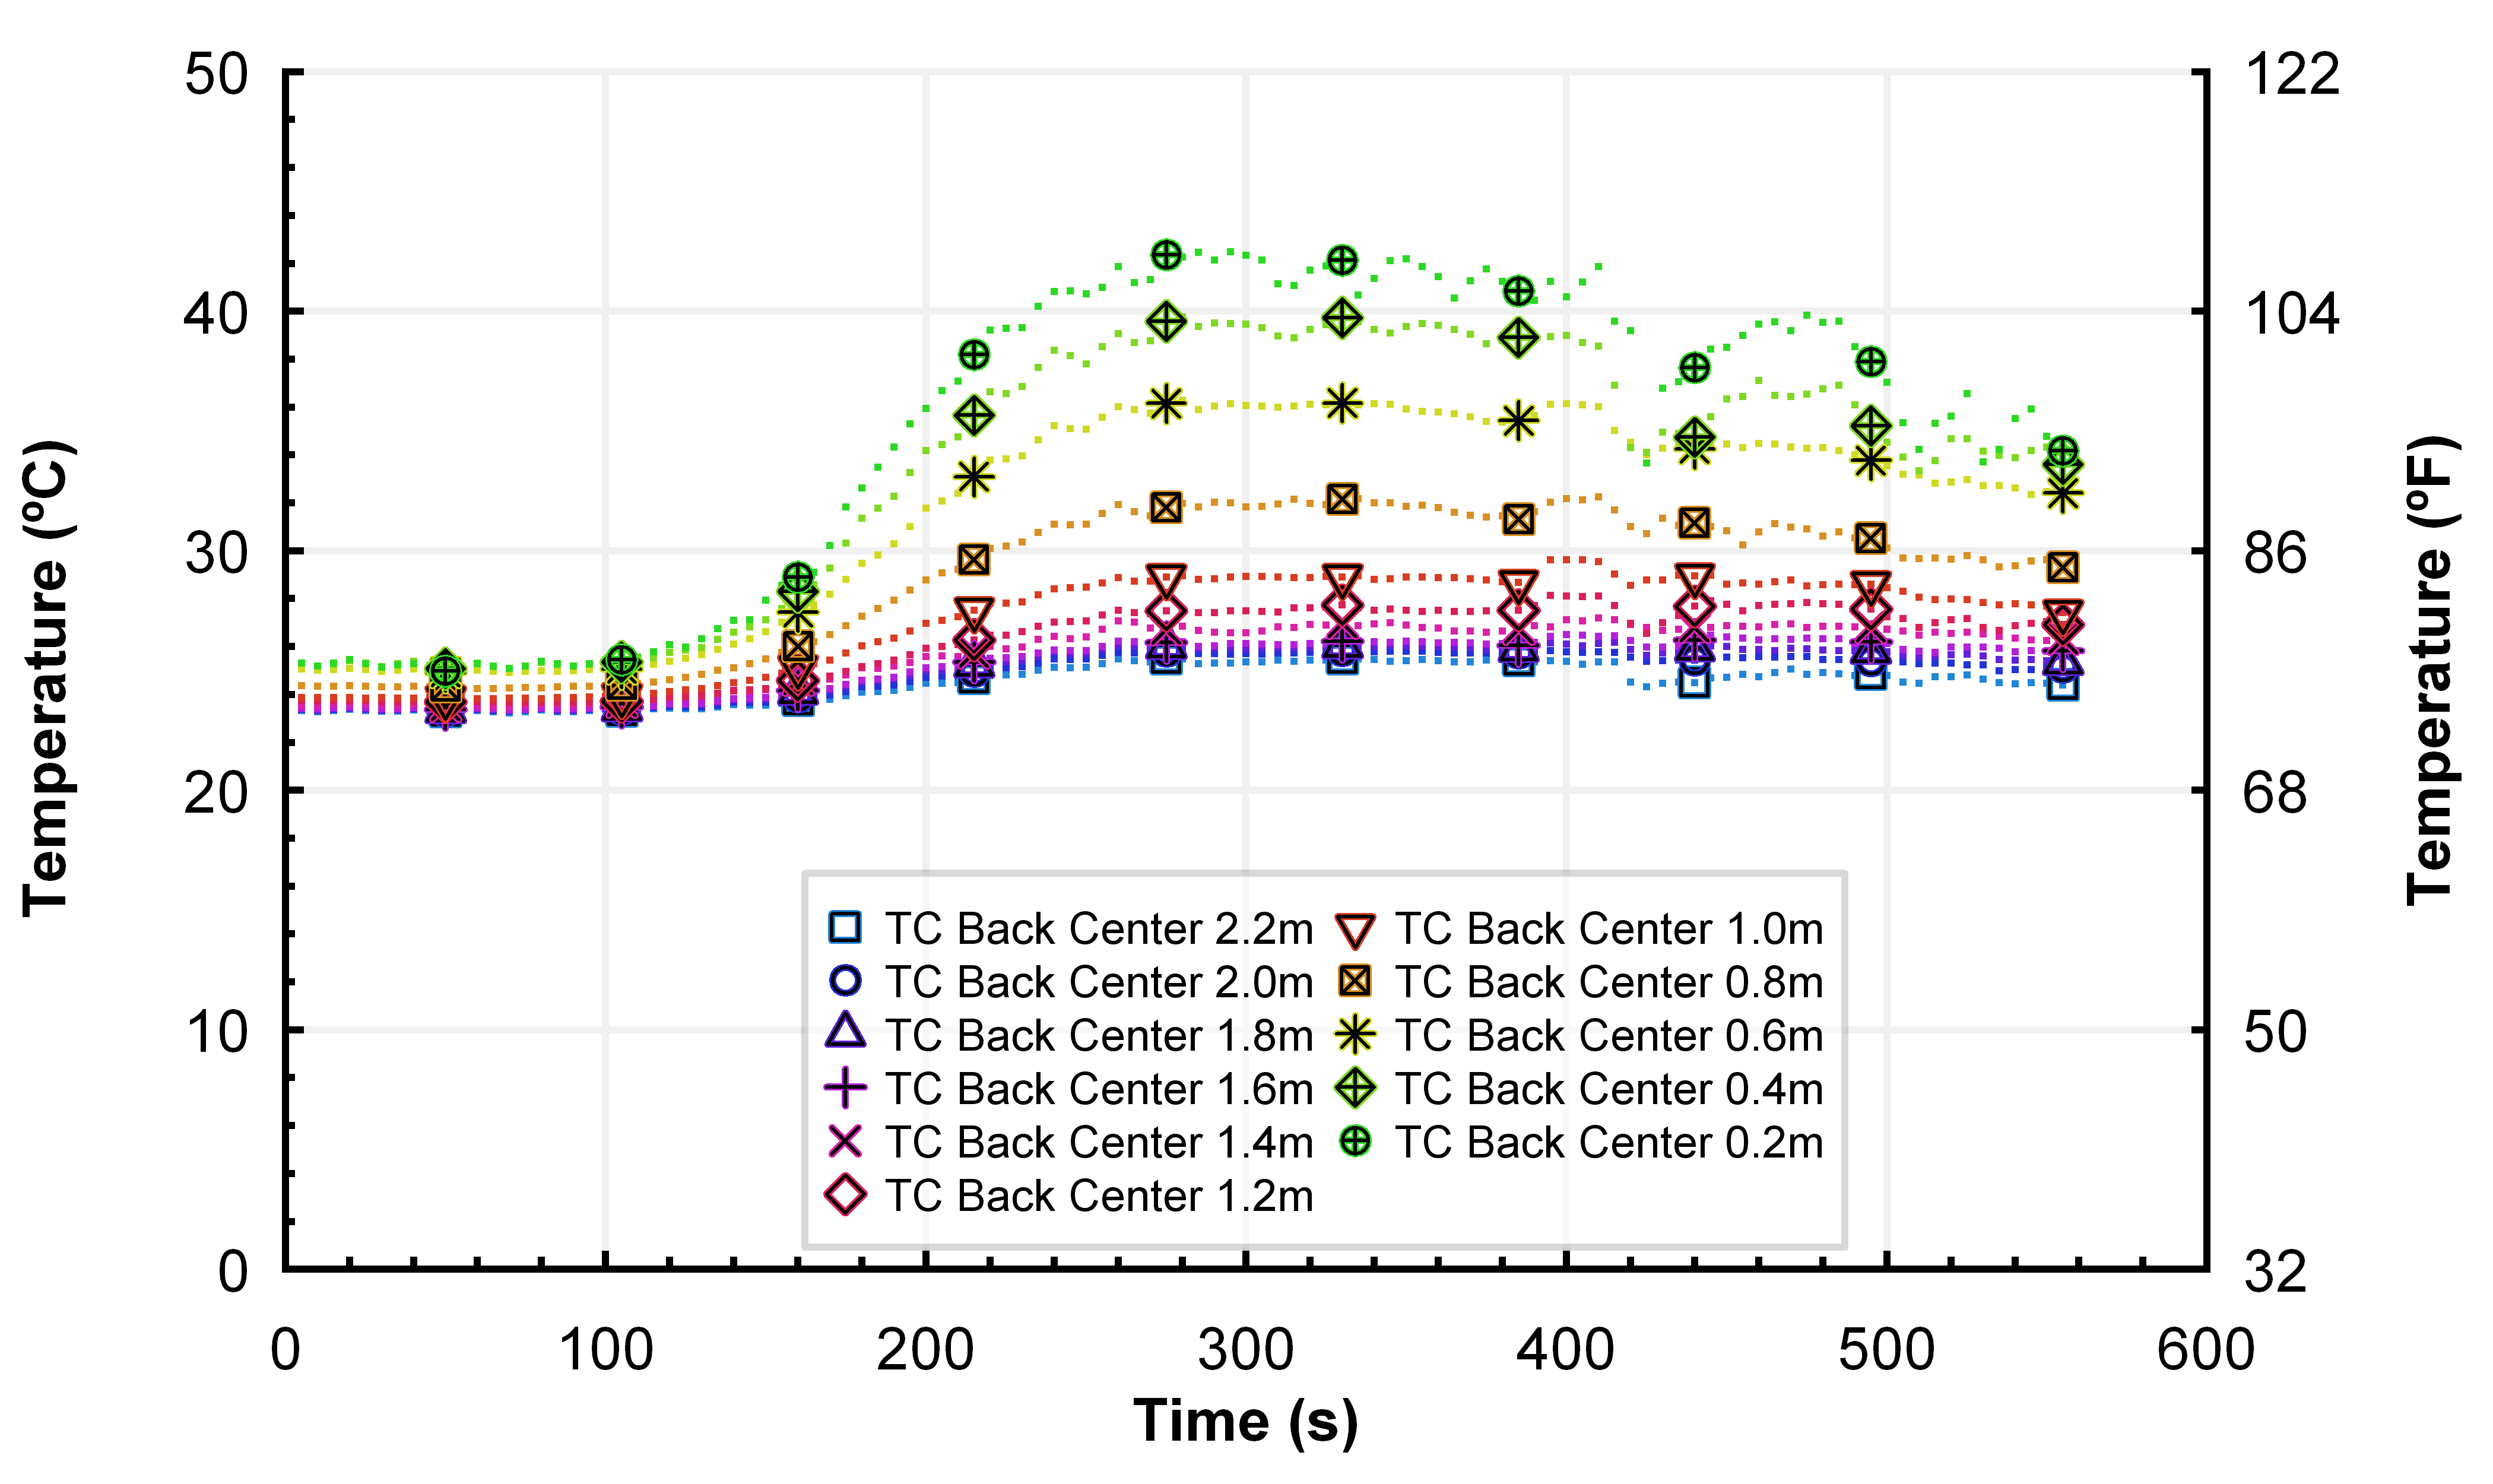 50
40
30
20
10
0
122
104
86
68
50
32
Temperature (ºC)
Temperature (ºF)
TC Back Center 2.2m
TC Back Center 2.0m
TC Back Center 1.8m
TC Back Center 1.6m
TC Back Center 1.4m
TC Back Center 1.2m
TC Back Center 1.0m
TC Back Center 0.8m
TC Back Center 0.6m
TC Back Center 0.4m
TC Back Center 0.2m
0 100 200 300 400 500 600
Time (s)